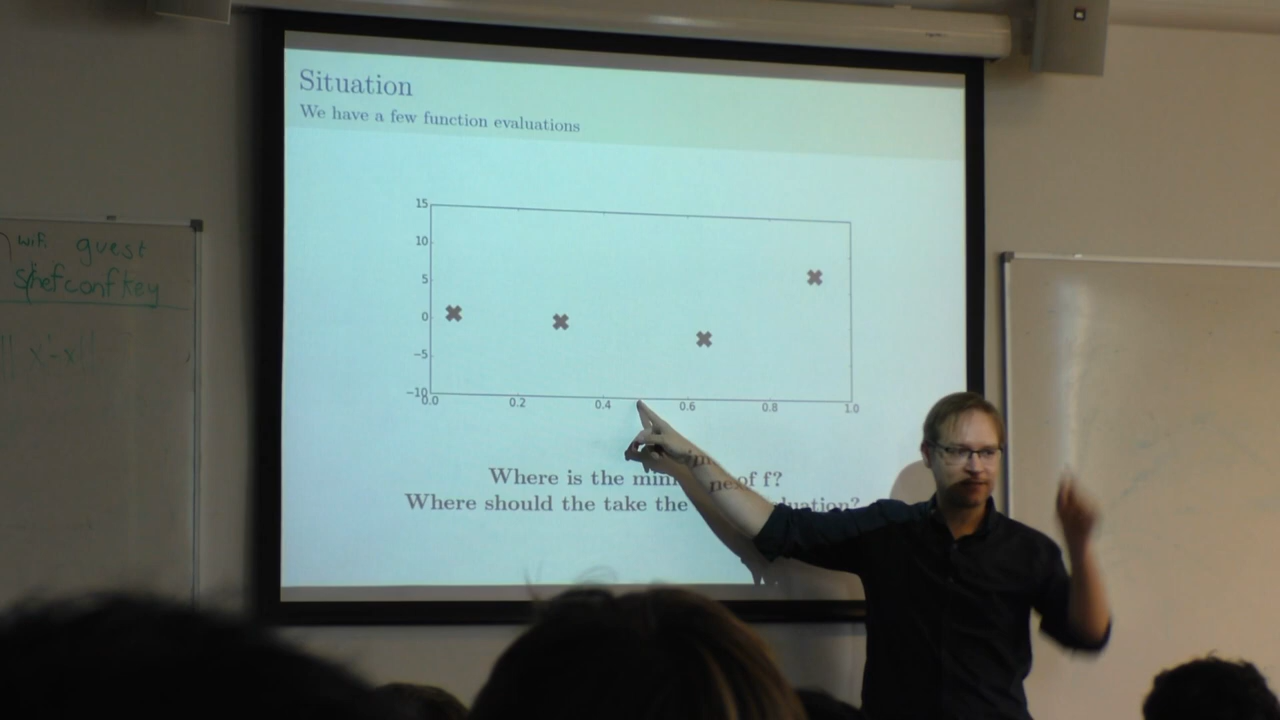 Situation
We have a few function evaluations
15
10
5
0
−5
−10
0.0 0.2 0.4 0.6 0.8 1.0
Where is the of f?
Where should the take the
wifi guest
shefconfkey
|| x'-x||